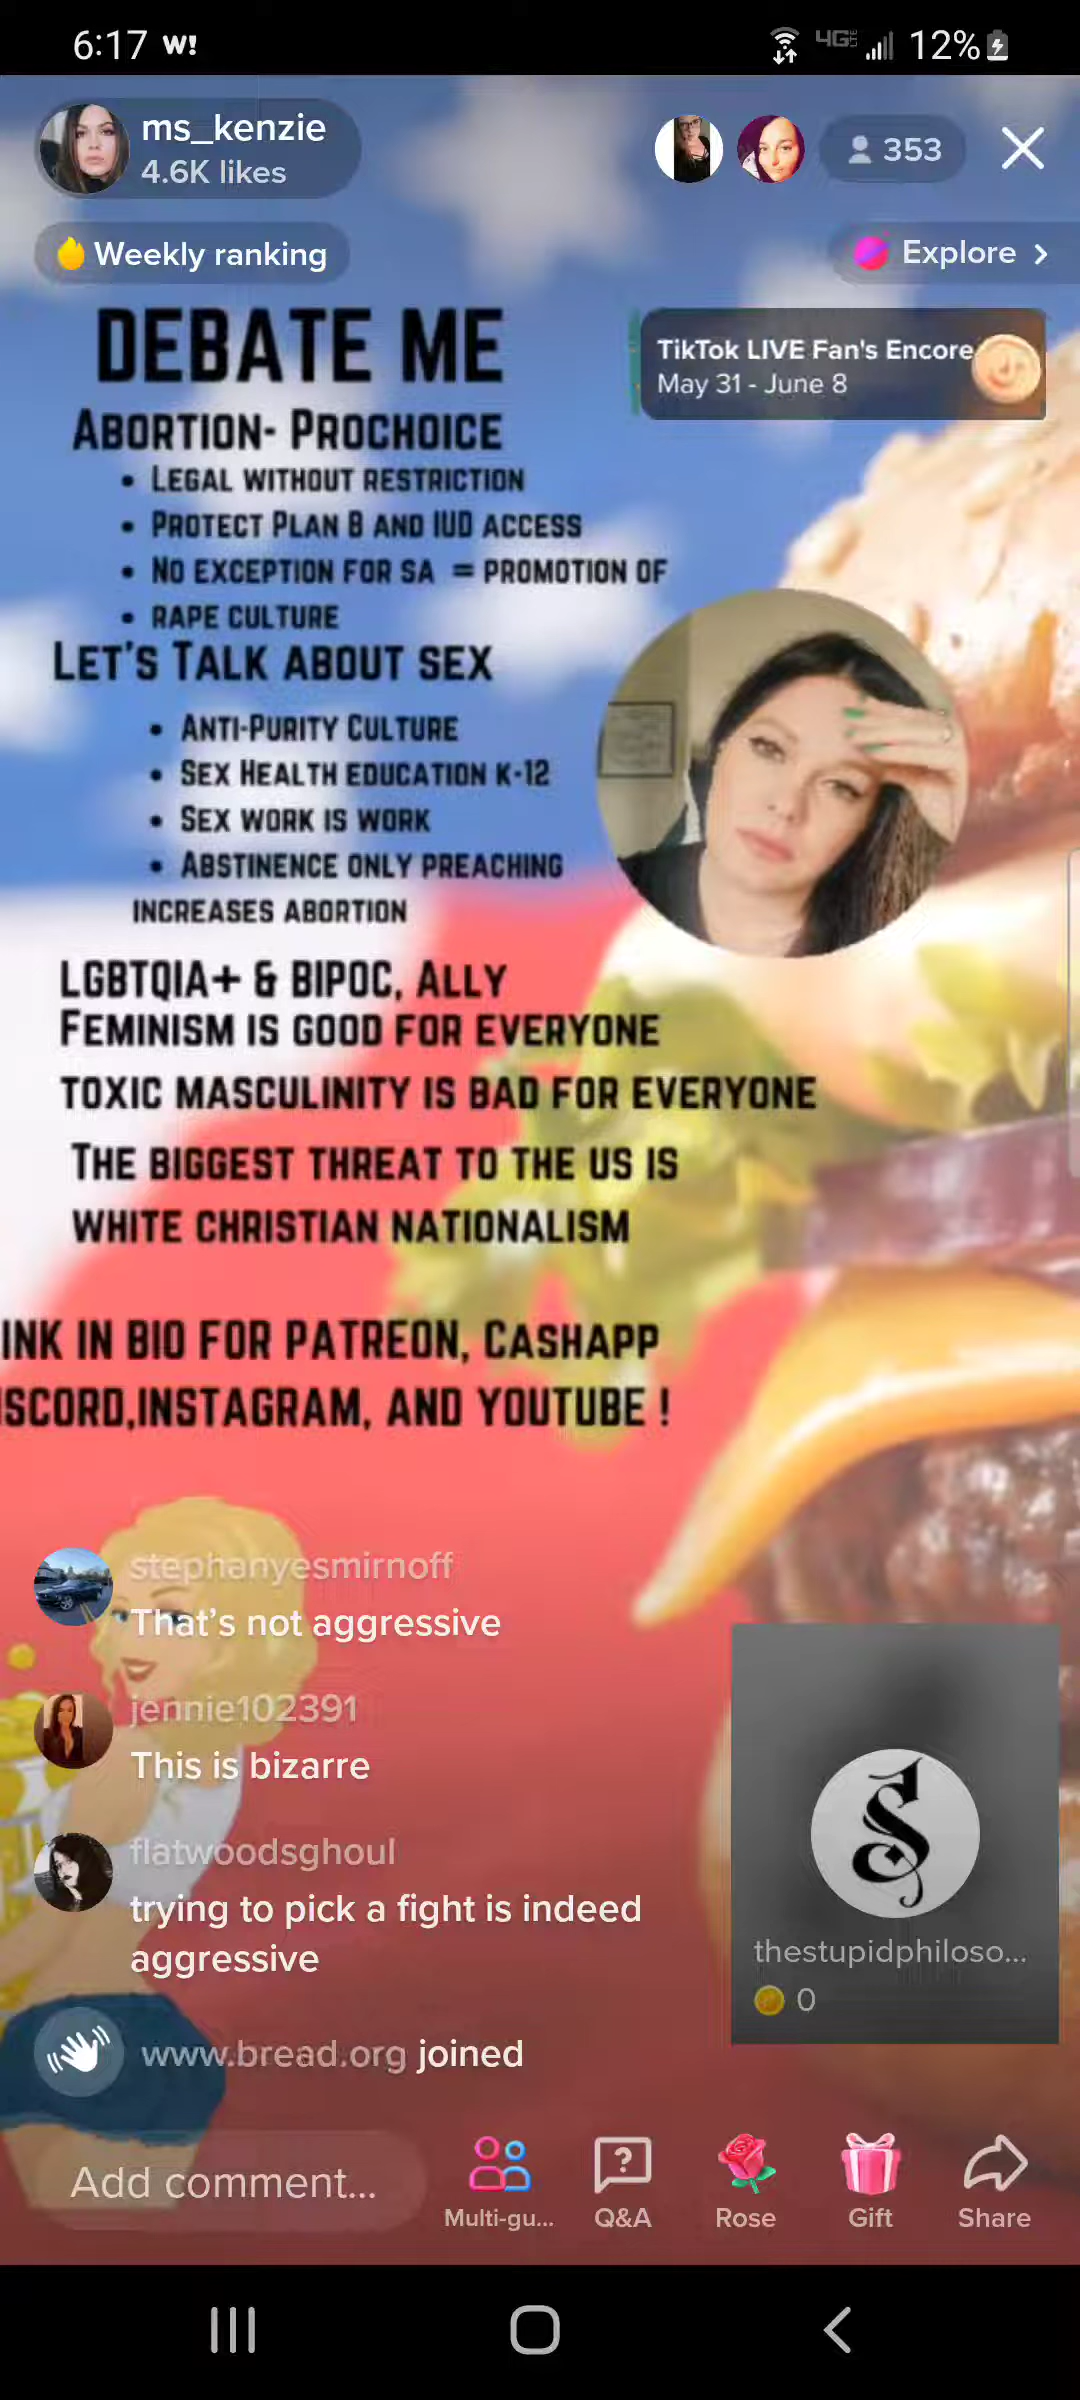 6:17 W! 4G LTE 12%
ms_kenzie
4.6K likes
353
Weekly ranking
Explore >
DEBATE ME
TikTok LIVE Fan's Encore
May 31 - June 8
ABORTION- PROCHOICE
• LEGAL WITHOUT RESTRICTION
• PROTECT PLAN B AND IUD ACCESS
• NO EXCEPTION FOR SA = PROMOTION OF
• RAPE CULTURE
LET'S TALK ABOUT SEX
• ANTI-PURITY CULTURE
• SEX HEALTH EDUCATION K-12
• SEX WORK IS WORK
• ABSTINENCE ONLY PREACHING
INCREASES ABORTION
LGBTQIA+ & BIPOC, ALLY
FEMINISM IS GOOD FOR EVERYONE
TOXIC MASCULINITY IS BAD FOR EVERYONE
THE BIGGEST THREAT TO THE US IS
WHITE CHRISTIAN NATIONALISM
INK IN BIO FOR PATREON, CASHAPP
ISCORD,INSTAGRAM, AND YOUTUBE !
stephanyesmirnoff
That's not aggressive
jennie102391
This is bizarre
flatwoodsghoul
trying to pick a fight is indeed
aggressive
S
thestupidphiloso...
0
www.bread.org joined
Add comment...
Multi-gu...
Q&A
Rose
Gift
Share